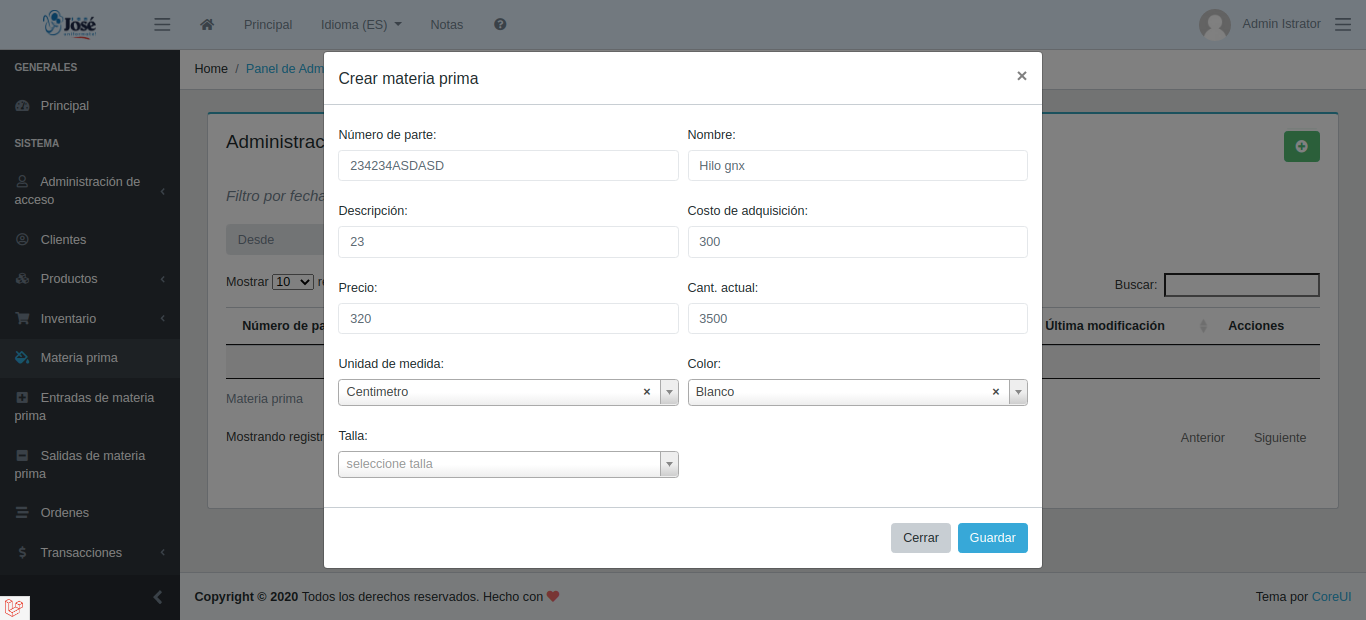 José
Principal
Idioma (ES)
Notas
Admin Istrator
GENERALES
Principal
SISTEMA
Administración de
acceso
Clientes
Productos
Inventario
Materia prima
Entradas de materia
prima
Salidas de materia
prima
Ordenes
Transacciones
Home / Panel de Adm
Administrac
Filtro por fecha
Desde
Mostrar 10 re
Buscar:
Número de pa
Última modificación
Acciones
Materia prima
Mostrando registr
Anterior
Siguiente
Crear materia prima
×
Número de parte:
Nombre:
234234ASDASD
Hilo gnx
Descripción:
Costo de adquisición:
23
300
Precio:
Cant. actual:
320
3500
Unidad de medida:
Color:
Centimetro ×
Blanco ×
Talla:
seleccione talla
Cerrar
Guardar
Copyright © 2020 Todos los derechos reservados. Hecho con
Tema por CoreUI